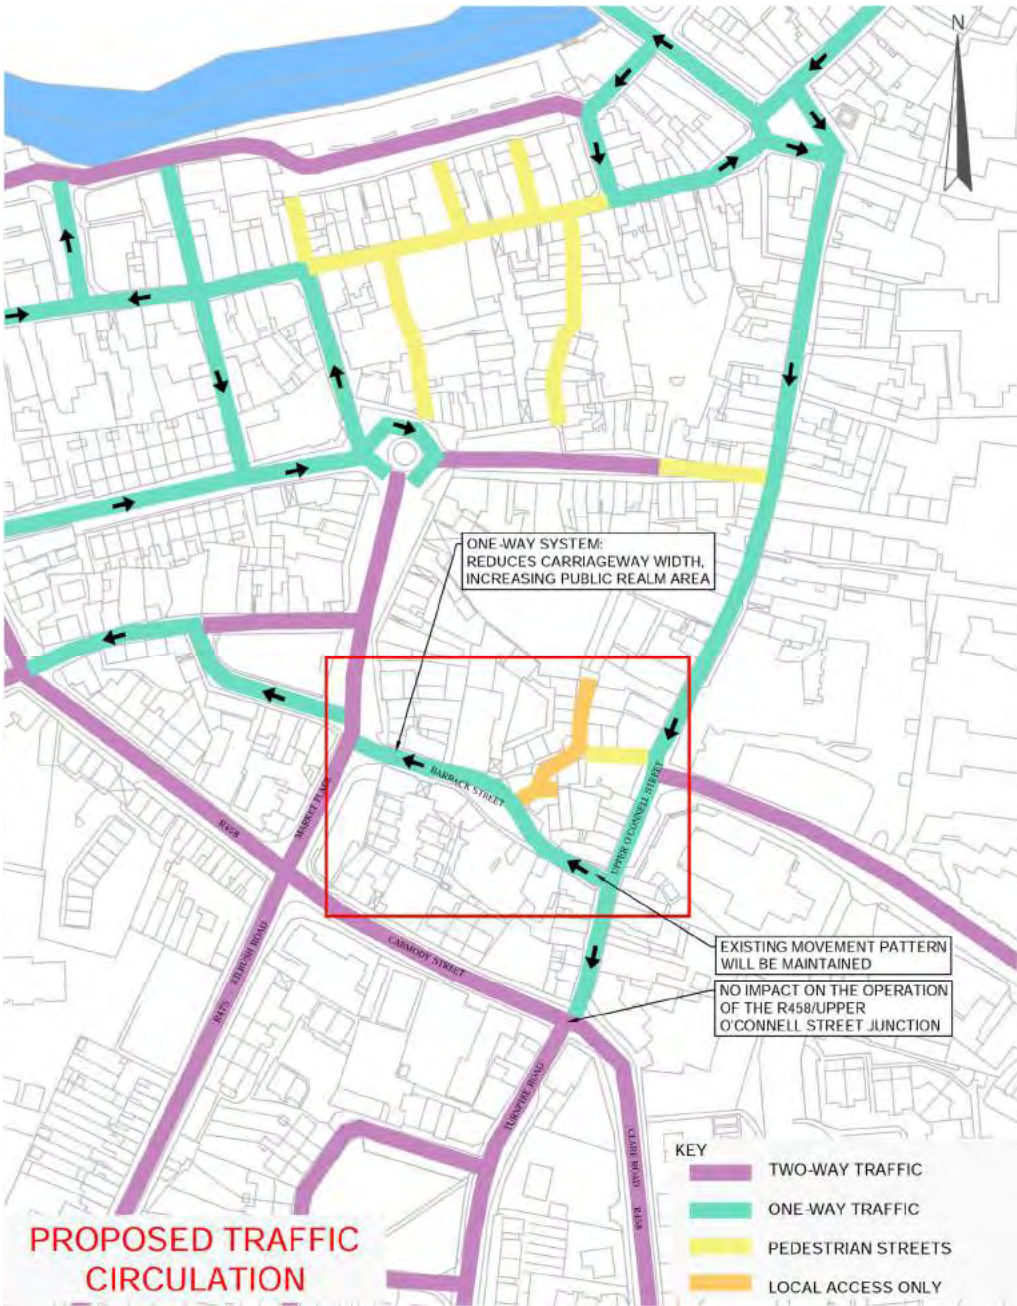 N
ONE-WAY SYSTEM:
REDUCES CARRIAGEWAY WIDTH,
INCREASING PUBLIC REALM AREA
BARRACK STREET
UPPER O'CONNELL STREET
MARKET PLACE
R458
EXISTING MOVEMENT PATTERN
WILL BE MAINTAINED
NO IMPACT ON THE OPERATION
OF THE R458/UPPER
O'CONNELL STREET JUNCTION
CARMODY STREET
R475 KILRUSH ROAD
TURNPIKE ROAD
CLARE ROAD R458
KEY
TWO-WAY TRAFFIC
ONE-WAY TRAFFIC
PEDESTRIAN STREETS
LOCAL ACCESS ONLY
PROPOSED TRAFFIC
CIRCULATION